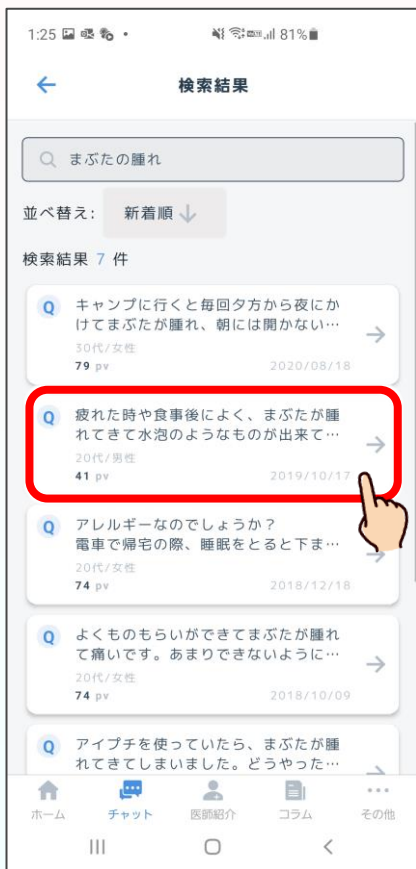 1:25
81%
検索結果
まぶたの腫れ
並べ替え: 新着順
検索結果 7 件
Q キャンプに行くと毎回夕方から夜にか
けてまぶたが腫れ、朝には開かない…
30代/女性
79 pv 2020/08/18
Q 疲れた時や食事後によく、まぶたが腫
れてきて水泡のようなものが出来て…
20代/男性
41 pv 2019/10/17
Q アレルギーなのでしょうか?
電車で帰宅の際、睡眠をとると下ま…
20代/女性
74 pv 2018/12/18
Q よくものもらいができてまぶたが腫れ
て痛いです。あまりできないように…
20代/女性
74 pv 2018/10/09
Q アイプチを使っていたら、まぶたが腫
れてきてしまいました。どうやった…
ホーム チャット 医師紹介 コラム その他